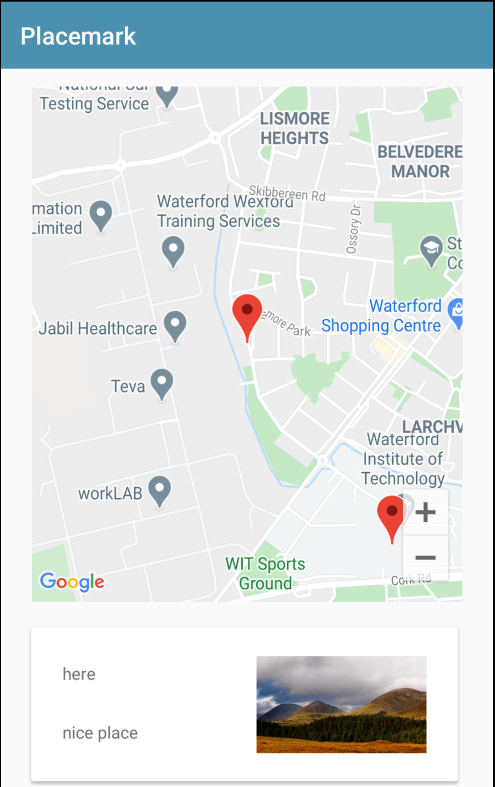 Placemark
National Car
Testing Service
LISMORE
HEIGHTS
BELVEDERE
MANOR
Skibbereen Rd
Waterford Wexford
Training Services
mation
Limited
Ossory Dr
St
Co
emore Park
Waterford
Shopping Centre
Jabil Healthcare
Teva
LARCHV
Waterford
Institute of
Technology
workLAB
+
−
WIT Sports
Ground
Google
Cork Rd
here
nice place